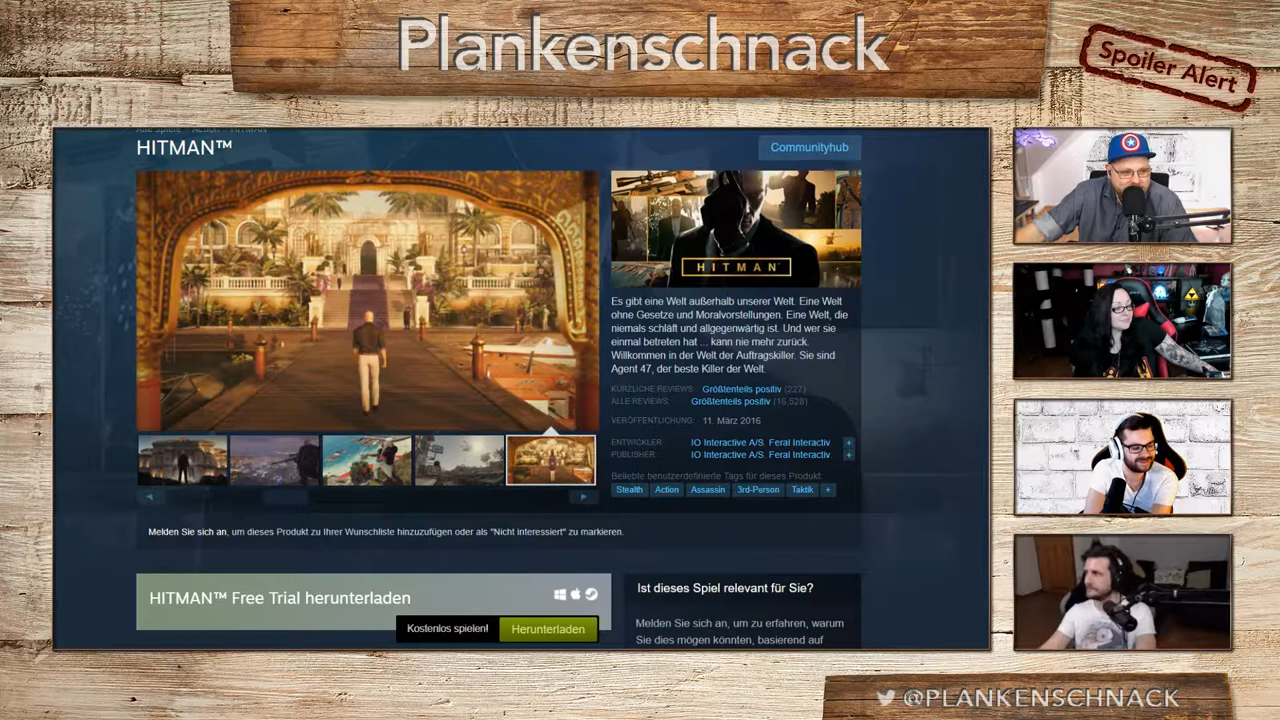 Plankenschnack
Spoiler Alert
Alle Spiele Action HITMAN
HITMAN™
Communityhub
HITMAN™
Es gibt eine Welt außerhalb unserer Welt. Eine Welt
ohne Gesetze und Moralvorstellungen. Eine Welt, die
niemals schläft und allgegenwärtig ist. Und wer sie
einmal betreten hat ... kann nie mehr zurück.
Willkommen in der Welt der Auftragskiller. Sie sind
Agent 47, der beste Killer der Welt.
KÜRZLICHE REVIEWS: Größtenteils positiv (227)
ALLE REVIEWS: Größtenteils positiv (16,528)
VERÖFFENTLICHUNG: 11. März 2016
ENTWICKLER: IO Interactive A/S, Feral Interactiv +
PUBLISHER: IO Interactive A/S, Feral Interactiv +
Beliebte benutzerdefinierte Tags für dieses Produkt:
Stealth Action Assassin 3rd-Person Taktik +
Melden Sie sich an, um dieses Produkt zu Ihrer Wunschliste hinzuzufügen oder als "Nicht interessiert" zu markieren.
HITMAN™ Free Trial herunterladen
Kostenlos spielen! Herunterladen
Ist dieses Spiel relevant für Sie?
Melden Sie sich an, um zu erfahren, warum
Sie dies mögen könnten, basierend auf
@PLANKENSCHNACK